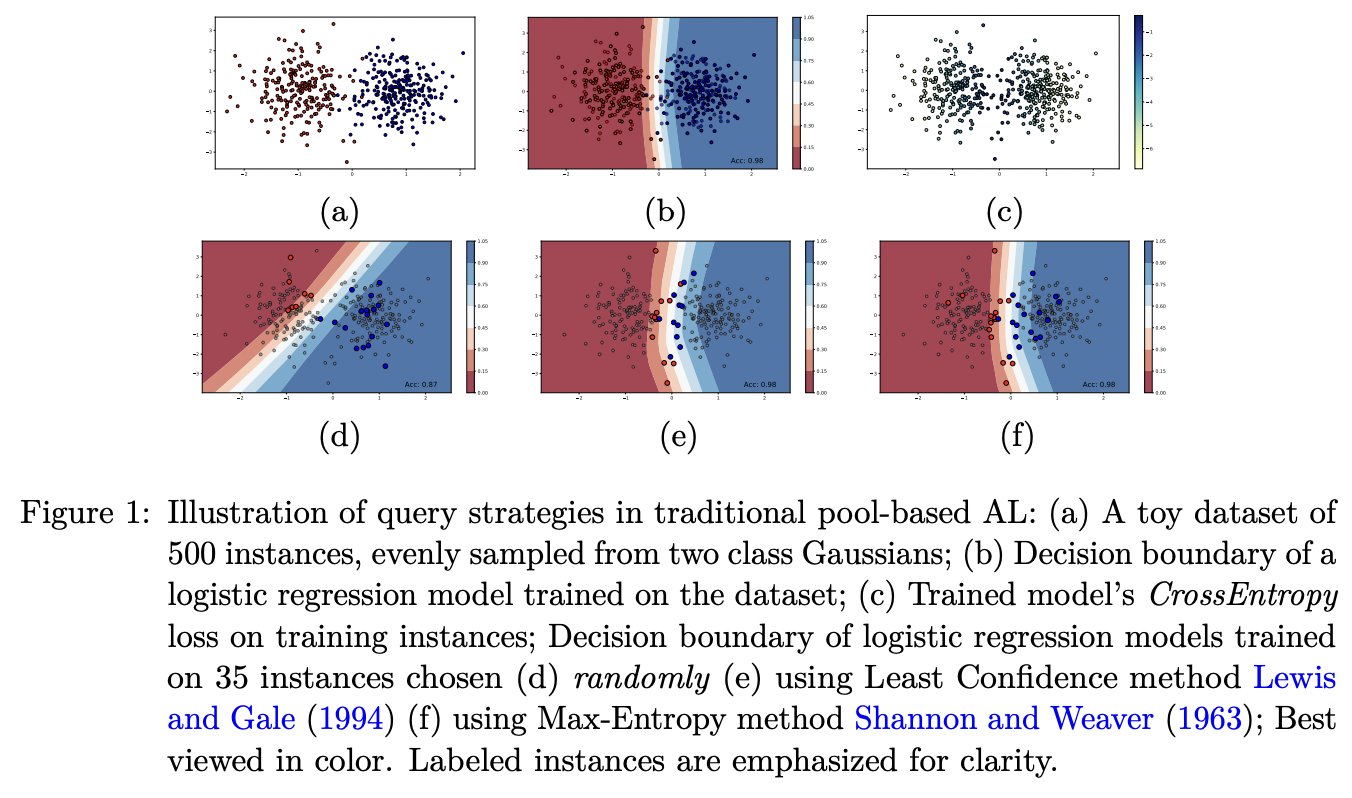 (a) (b) (c)
Acc: 0.98
Acc: 0.87
Acc: 0.98
Acc: 0.98
(d) (e) (f)
Figure 1: Illustration of query strategies in traditional pool-based AL: (a) A toy dataset of
500 instances, evenly sampled from two class Gaussians; (b) Decision boundary of a
logistic regression model trained on the dataset; (c) Trained model's CrossEntropy
loss on training instances; Decision boundary of logistic regression models trained
on 35 instances chosen (d) randomly (e) using Least Confidence method Lewis
and Gale (1994) (f) using Max-Entropy method Shannon and Weaver (1963); Best
viewed in color. Labeled instances are emphasized for clarity.